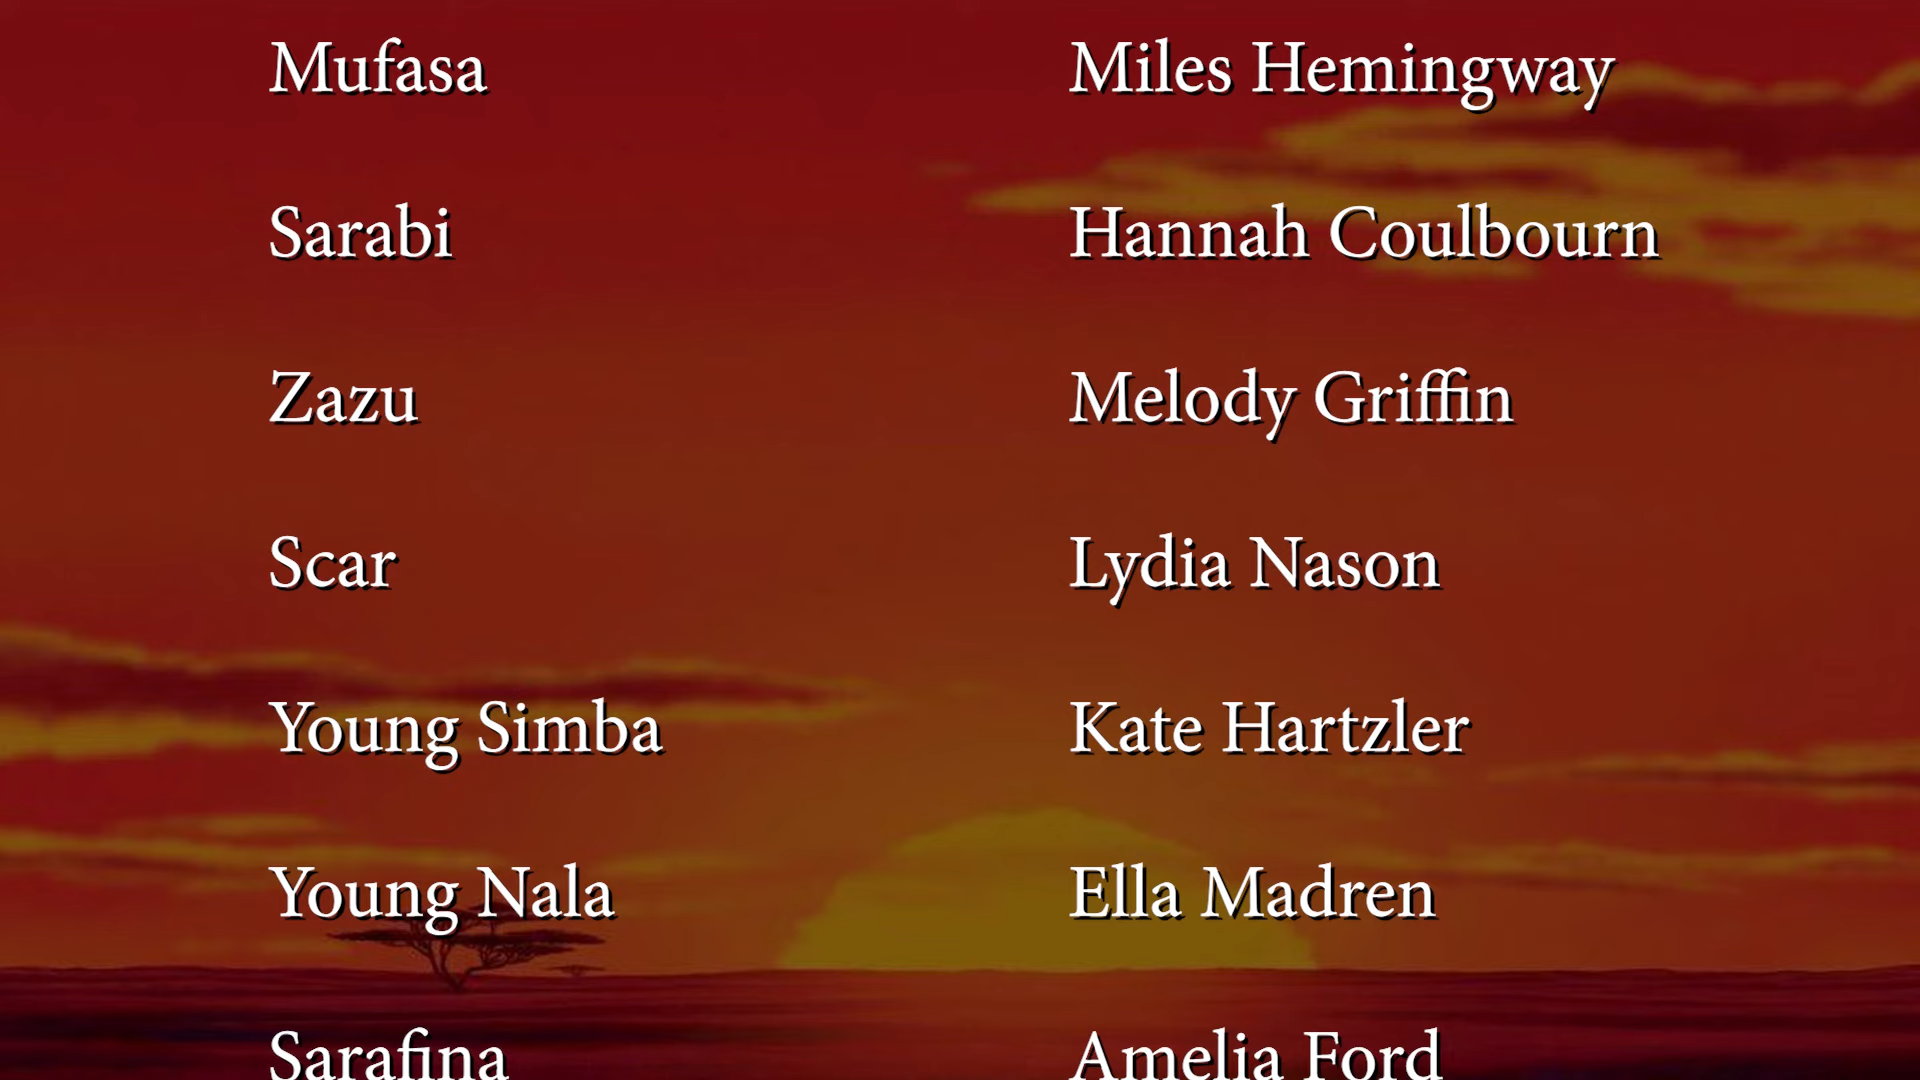 Mufasa Miles Hemingway
Sarabi Hannah Coulbourn
Zazu Melody Griffin
Scar Lydia Nason
Young Simba Kate Hartzler
Young Nala Ella Madren
Sarafina Amelia Ford